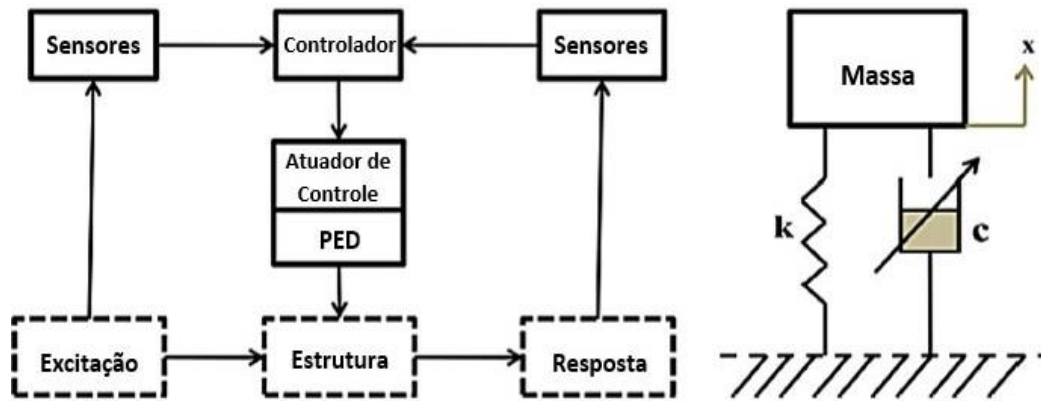 Sensores
Controlador
Sensores
Atuador de
Controle
PED
Excitação
Estrutura
Resposta
Massa
x
k
c